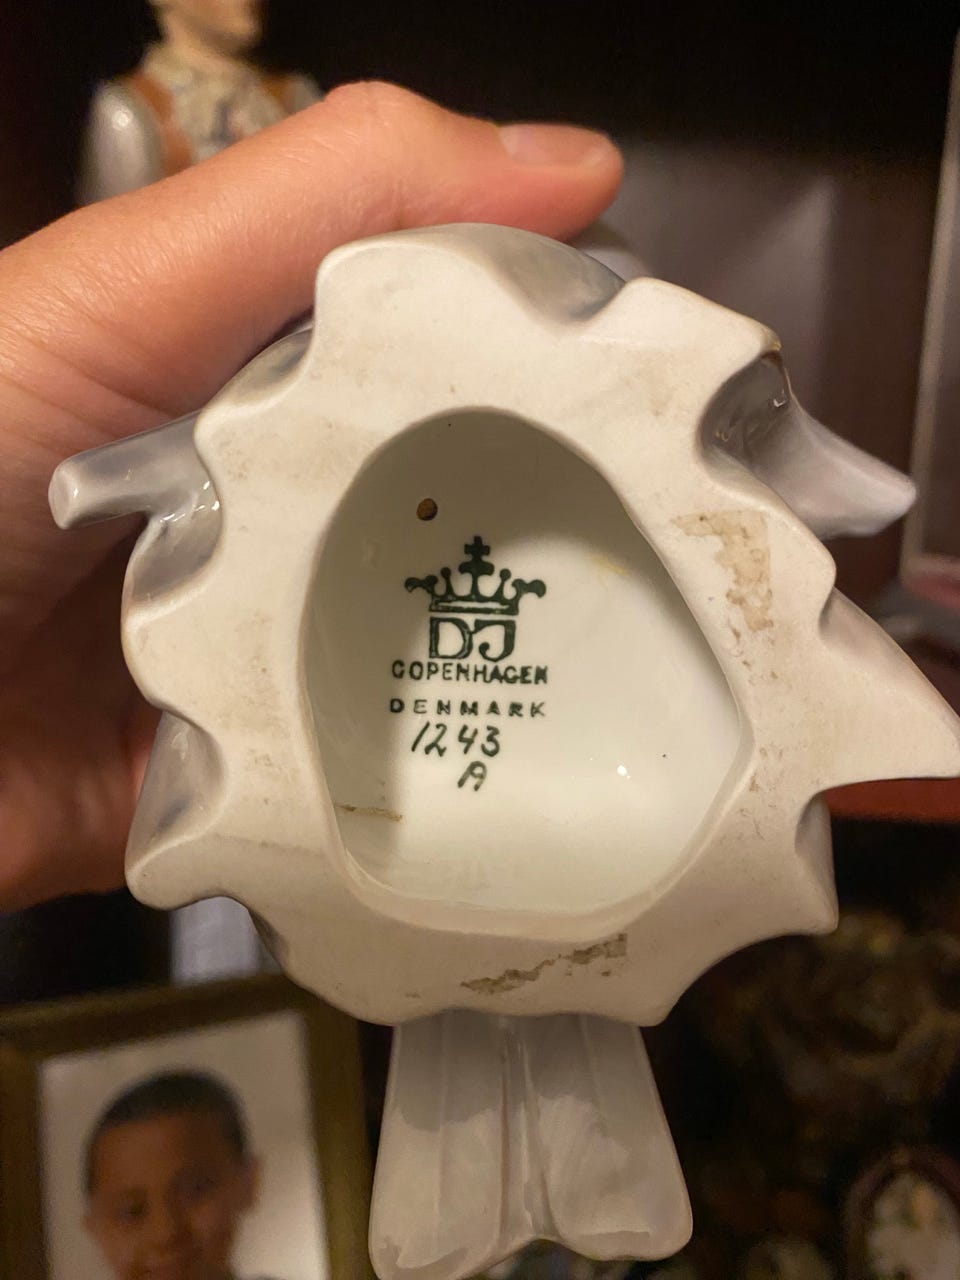 DJ
COPENHAGEN
DENMARK
1243
A